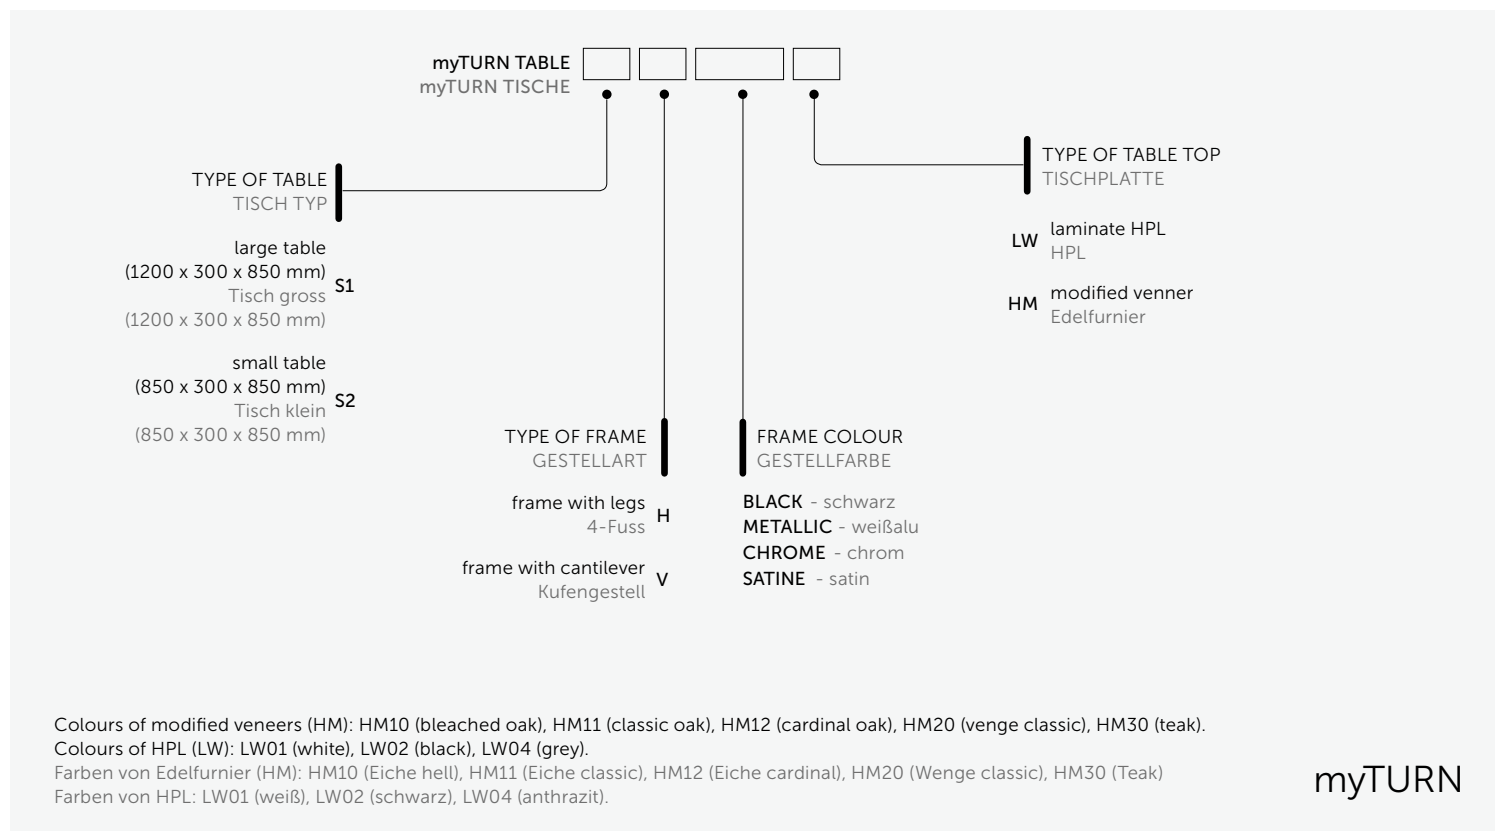 myTURN TABLE
myTURN TISCHE
TYPE OF TABLE
TISCH TYP
large table
(1200 x 300 x 850 mm)
Tisch gross
(1200 x 300 x 850 mm)
S1
small table
(850 x 300 x 850 mm)
Tisch klein
(850 x 300 x 850 mm)
S2
TYPE OF FRAME
GESTELLART
frame with legs
4-Fuss
H
frame with cantilever
Kufengestell
V
FRAME COLOUR
GESTELLFARBE
BLACK - schwarz
METALLIC - weißalu
CHROME - chrom
SATINE - satin
TYPE OF TABLE TOP
TISCHPLATTE
LW laminate HPL
HPL
HM modified venner
Edelfurnier
Colours of modified veneers (HM): HM10 (bleached oak), HM11 (classic oak), HM12 (cardinal oak), HM20 (venge classic), HM30 (teak).
Colours of HPL (LW): LW01 (white), LW02 (black), LW04 (grey).
Farben von Edelfurnier (HM): HM10 (Eiche hell), HM11 (Eiche classic), HM12 (Eiche cardinal), HM20 (Wenge classic), HM30 (Teak)
Farben von HPL: LW01 (weiß), LW02 (schwarz), LW04 (anthrazit).
myTURN